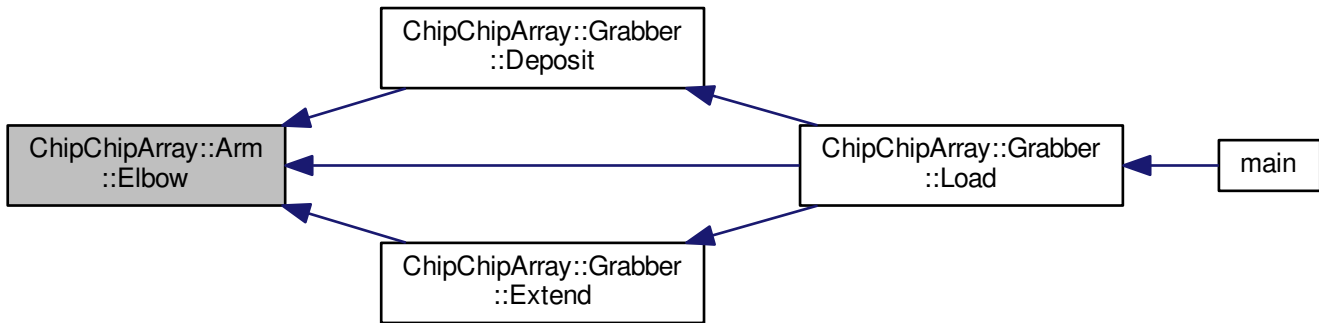 ChipChipArray::Arm
::Elbow
ChipChipArray::Grabber
::Deposit
ChipChipArray::Grabber
::Extend
ChipChipArray::Grabber
::Load
main